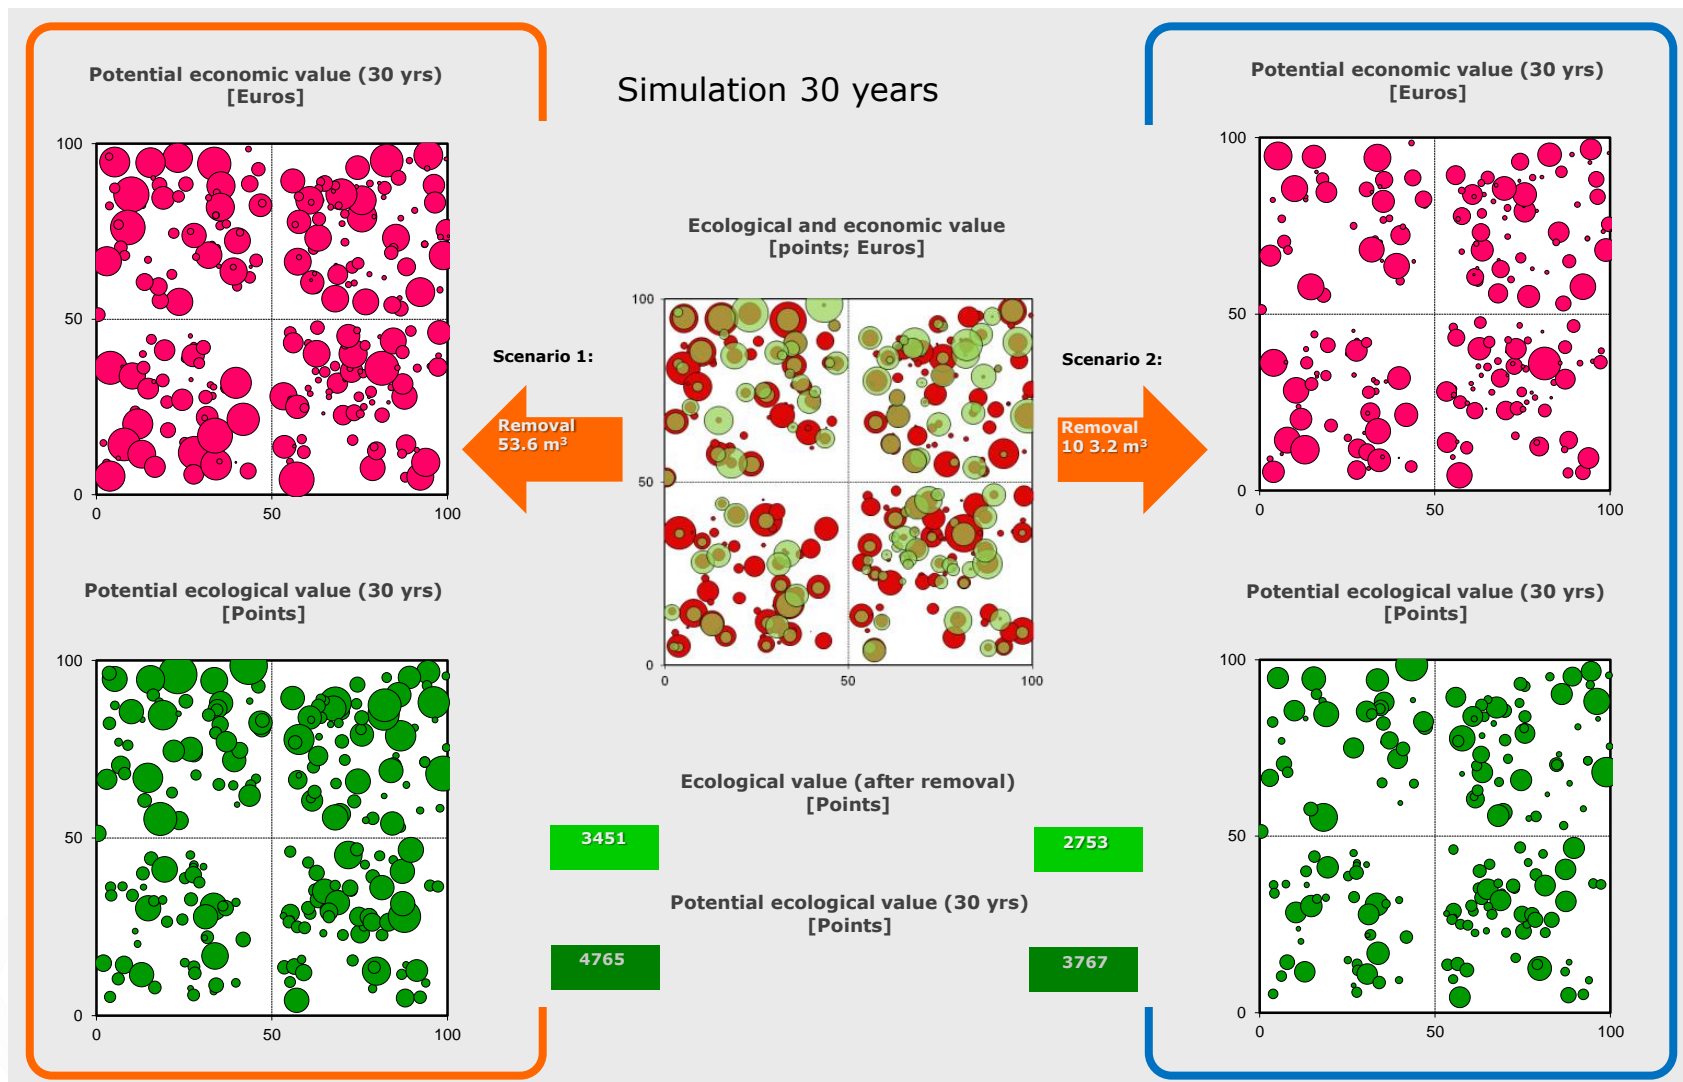 Simulation 30 years
Potential economic value (30 yrs)
[Euros]
100
50
0
0 50 100
Potential ecological value (30 yrs)
[Points]
100
50
0
0 50 100
Ecological and economic value
[points; Euros]
100
50
0
0 50 100
Scenario 1:
Removal
53.6 m³
Scenario 2:
Removal
10 3.2 m³
Ecological value (after removal)
[Points]
3451 2753
Potential ecological value (30 yrs)
[Points]
4765 3767
Potential economic value (30 yrs)
[Euros]
100
50
0
0 50 100
Potential ecological value (30 yrs)
[Points]
100
50
0
0 50 100